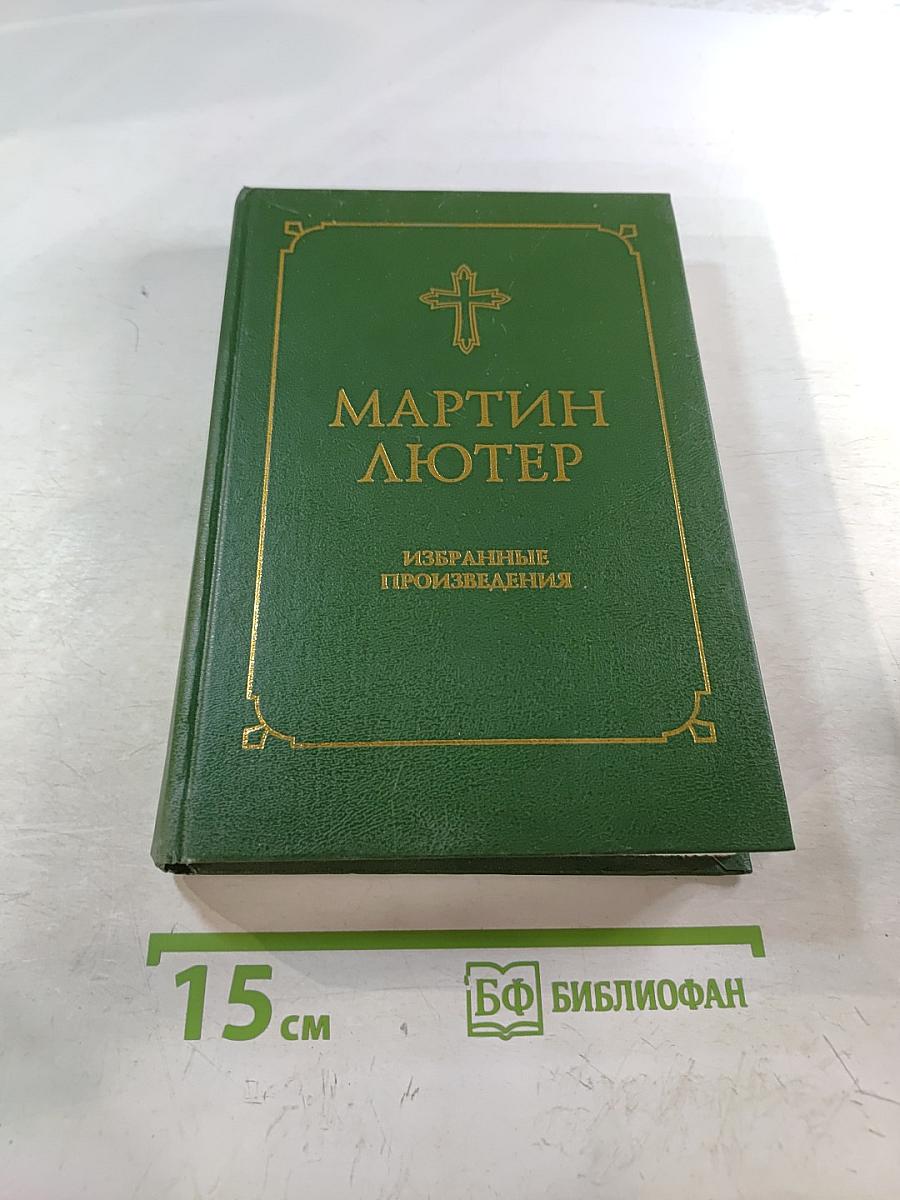 МАРТИН
ЛЮТЕР
ИЗБРАННЫЕ
ПРОИЗВЕДЕНИЯ
15 см
БФ БИБЛИОФАН